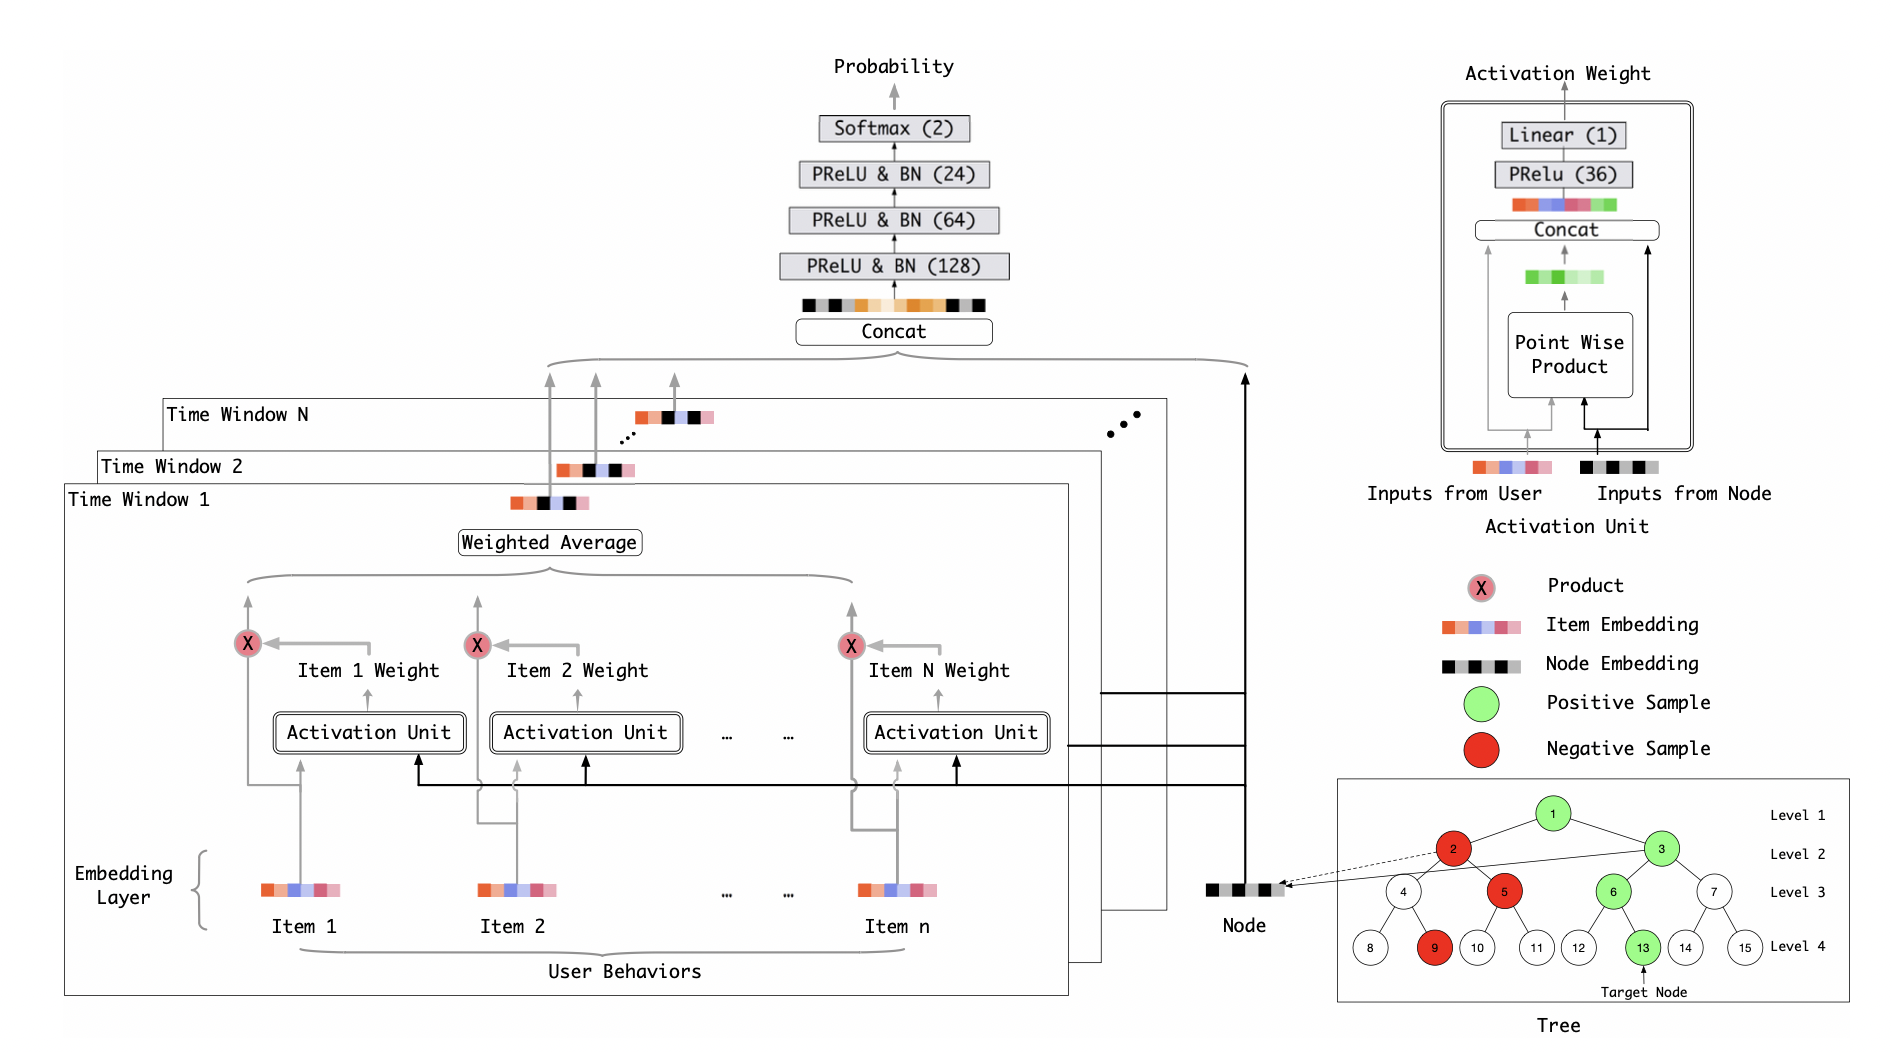 Probability
Softmax (2)
PReLU & BN (24)
PReLU & BN (64)
PReLU & BN (128)
Concat
Time Window N
Time Window 2
Time Window 1
Weighted Average
X
X
X
Item 1 Weight
Item 2 Weight
Item N Weight
Activation Unit
Activation Unit
… …
Activation Unit
Embedding
Layer
… …
Item 1
Item 2
Item n
User Behaviors
Node
Activation Weight
Linear (1)
PRelu (36)
Concat
Point Wise
Product
Inputs from User
Inputs from Node
Activation Unit
X
Product
Item Embedding
Node Embedding
Positive Sample
Negative Sample
1
Level 1
2
3
Level 2
4
5
6
7
Level 3
8
9
10
11
12
13
14
15
Level 4
Target Node
Tree